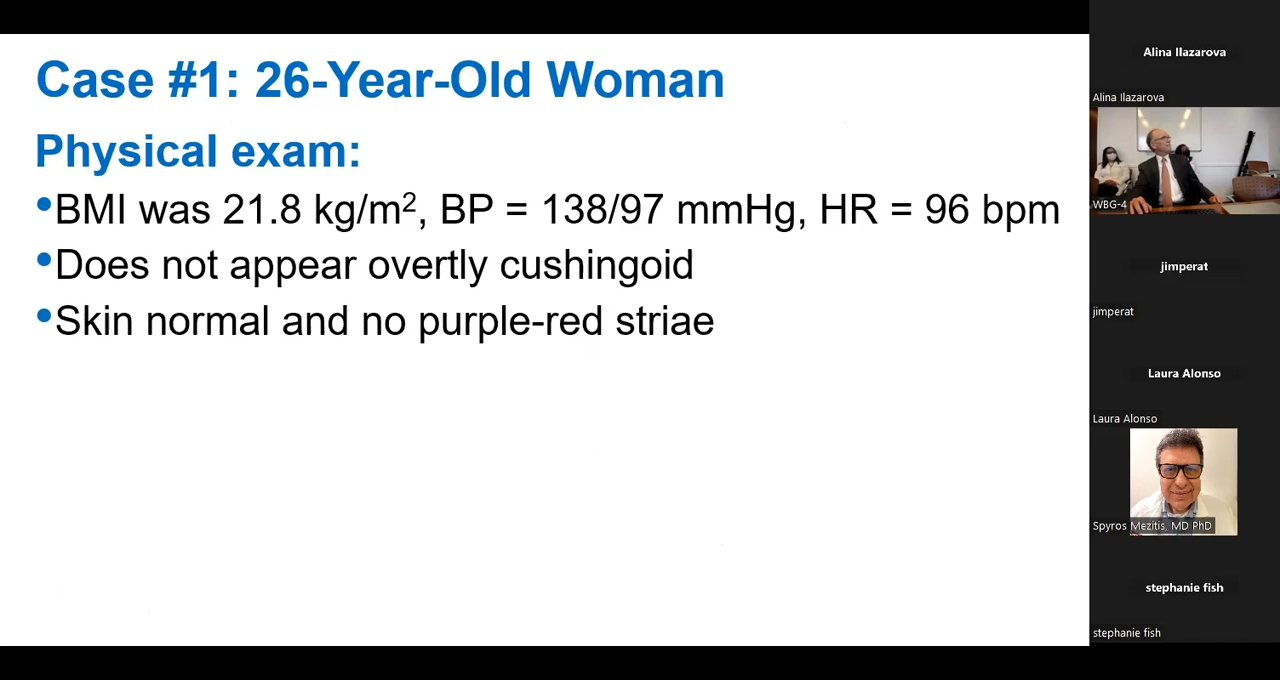 Case #1: 26-Year-Old Woman
Physical exam:
•BMI was 21.8 kg/m², BP = 138/97 mmHg, HR = 96 bpm
•Does not appear overtly cushingoid
•Skin normal and no purple-red striae
Alina Ilazarova
Alina Ilazarova
WBG-4
jimperat
jimperat
Laura Alonso
Laura Alonso
Spyros Mezitis, MD PhD
stephanie fish
stephanie fish